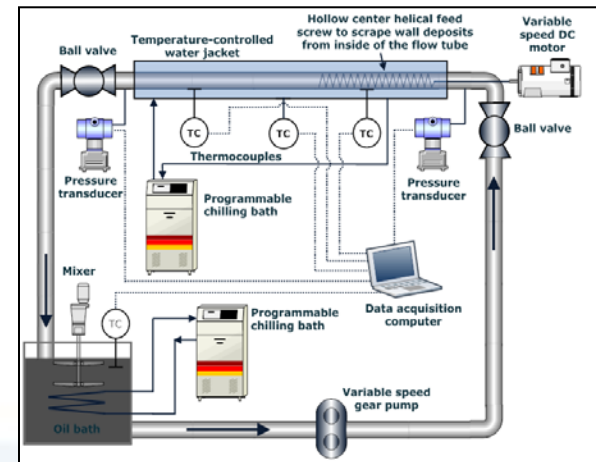 Temperature-controlled
water jacket
Hollow center helical feed
screw to scrape wall deposits
from inside of the flow tube
Variable
speed DC
motor
Ball valve
Ball valve
TC
TC
TC
Thermocouples
Pressure
transducer
Pressure
transducer
Programmable
chilling bath
Mixer
TC
Programmable
chilling bath
Data acquisition
computer
Variable speed
gear pump
Oil bath